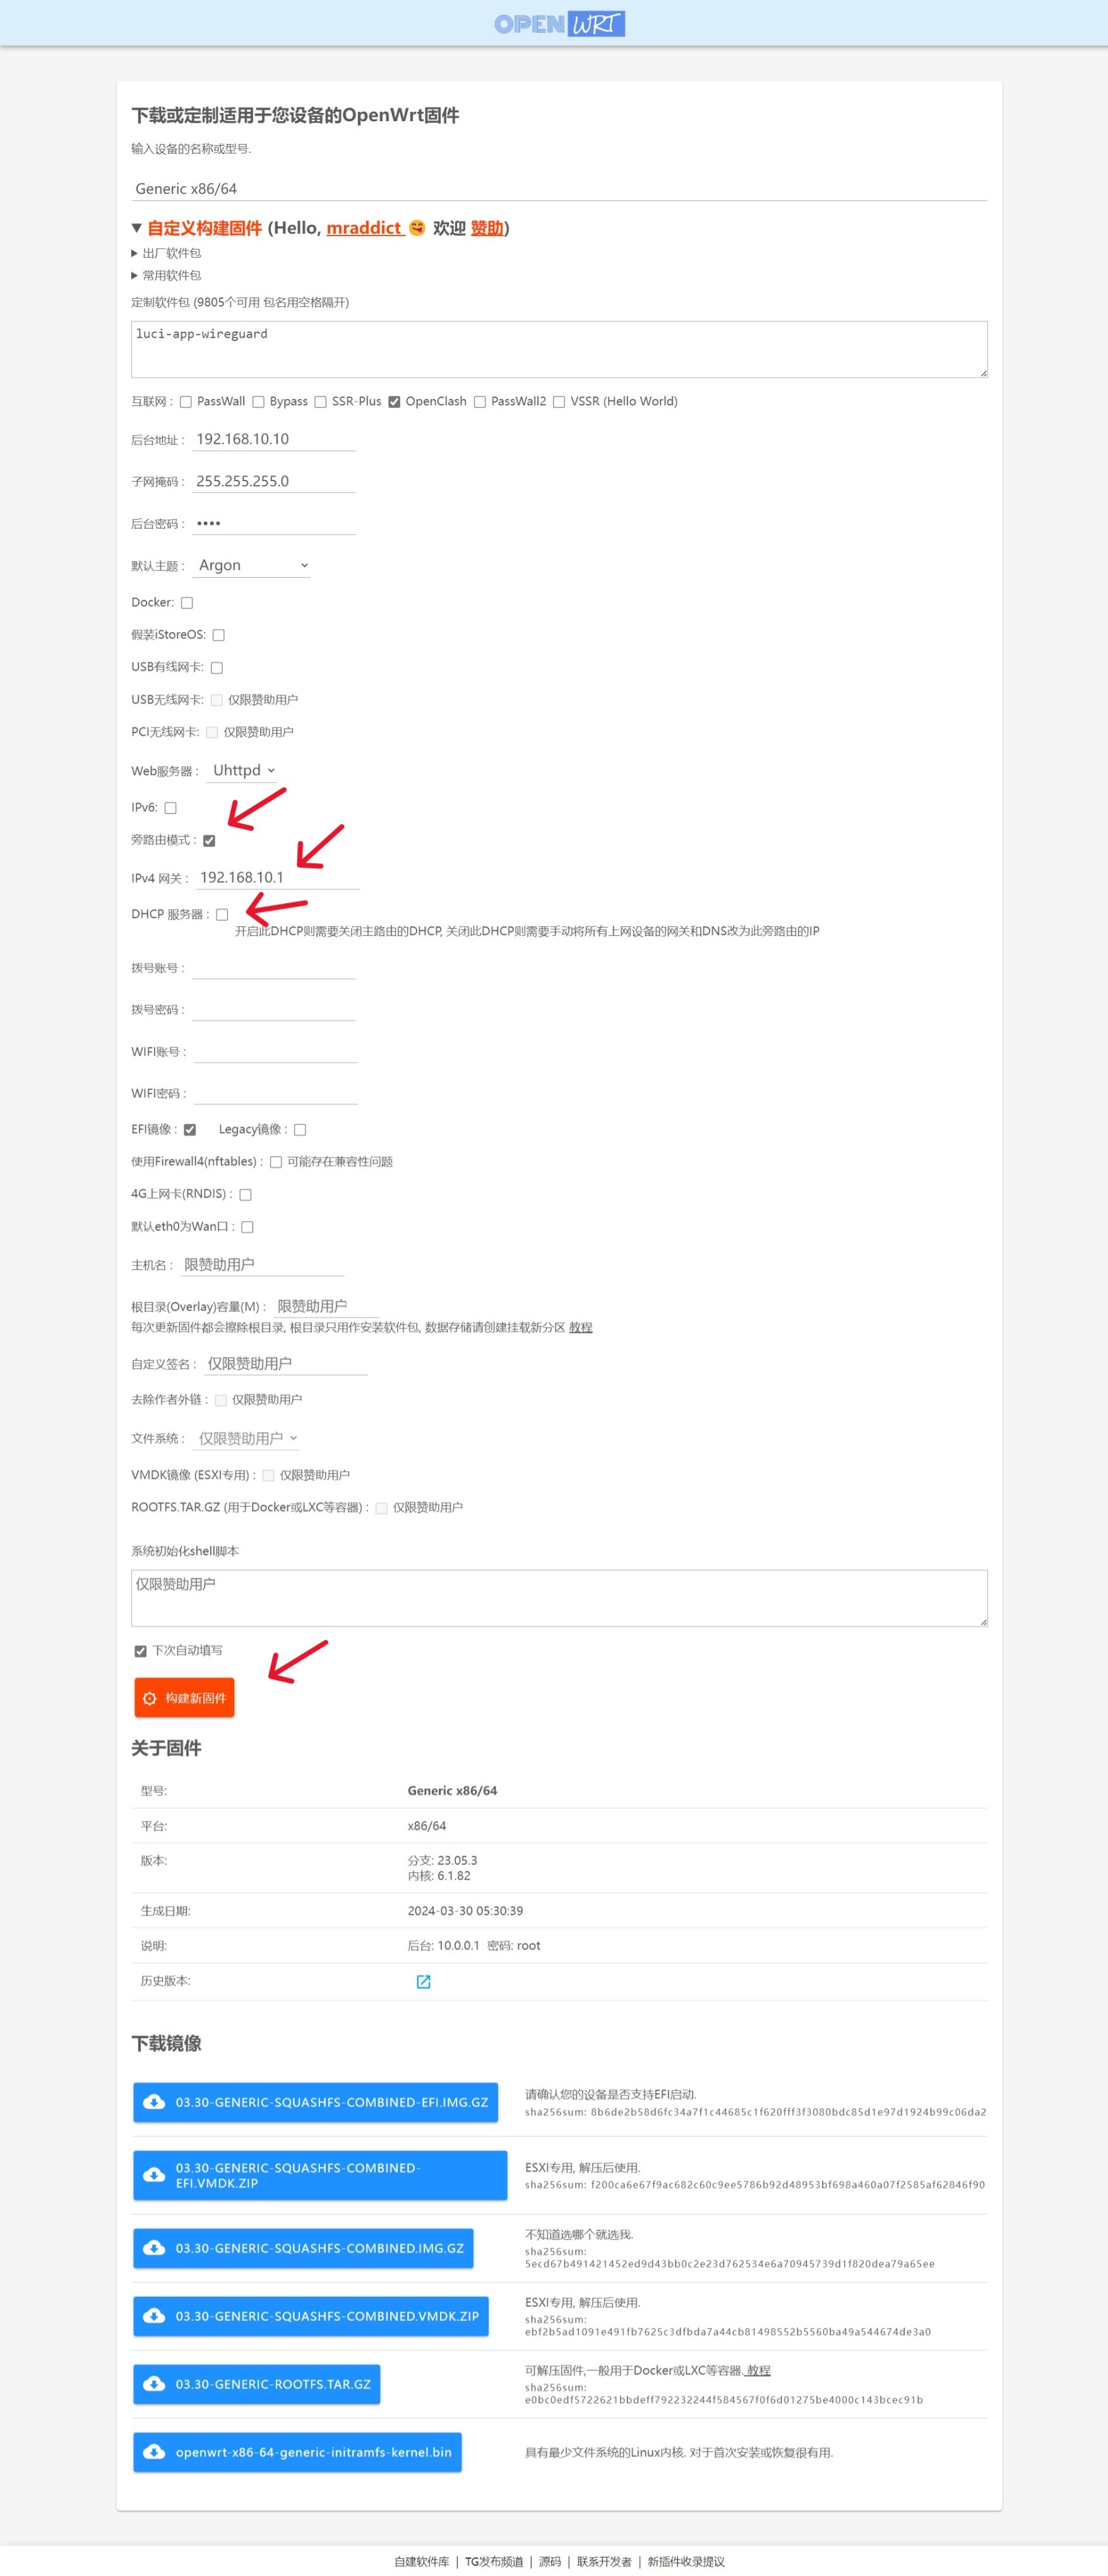 OPENWRT
下载或定制适用于您设备的OpenWrt固件
输入设备的名称或型号.
Generic x86/64
自定义构建固件 (Hello, mraddict 😋 欢迎 赞助)
出厂软件包
常用软件包
定制软件包 (9805个可用 包名用空格隔开)
luci-app-wireguard
互联网 : PassWall Bypass SSR-Plus OpenClash PassWall2 VSSR (Hello World)
后台地址 : 192.168.10.10
子网掩码 : 255.255.255.0
后台密码 : ••••
默认主题 : Argon
Docker:
假装iStoreOS:
USB有线网卡:
USB无线网卡: 仅限赞助用户
PCI无线网卡: 仅限赞助用户
Web服务器 : Uhttpd
IPv6:
旁路由模式 :
IPv4 网关 : 192.168.10.1
DHCP 服务器 :
开启此DHCP则需要关闭主路由的DHCP, 关闭此DHCP则需要手动将所有上网设备的网关和DNS改为此旁路由的IP
拨号账号 :
拨号密码 :
WIFI账号 :
WIFI密码 :
EFI镜像 : Legacy镜像 :
使用Firewall4(nftables) : 可能存在兼容性问题
4G上网卡(RNDIS) :
默认eth0为Wan口 :
主机名 : 限赞助用户
根目录(Overlay)容量(M) : 限赞助用户
每次更新固件都会擦除根目录, 根目录只用作安装软件包, 数据存储请创建挂载新分区 教程
自定义签名 : 仅限赞助用户
去除作者外链 : 仅限赞助用户
文件系统 : 仅限赞助用户
VMDK镜像 (ESXI专用) : 仅限赞助用户
ROOTFS.TAR.GZ (用于Docker或LXC等容器) : 仅限赞助用户
系统初始化shell脚本
仅限赞助用户
下次自动填写
构建新固件
关于固件
型号: Generic x86/64
平台: x86/64
版本: 分支: 23.05.3
内核: 6.1.82
生成日期: 2024-03-30 05:30:39
说明: 后台: 10.0.0.1 密码: root
历史版本:
下载镜像
03.30-GENERIC-SQUASHFS-COMBINED-EFI.IMG.GZ
请确认您的设备是否支持EFI启动.
sha256sum: 8b6de2b58d6fc34a7f1c44685c1f620fff3f3080bdc85d1e97d1924b99c06da2
03.30-GENERIC-SQUASHFS-COMBINED-
EFI.VMDK.ZIP
ESXI专用, 解压后使用.
sha256sum: f200ca6e67f9ac682c60c9ee5786b92d48953bf698a460a07f2585af62846f90
03.30-GENERIC-SQUASHFS-COMBINED.IMG.GZ
不知道选哪个就选我.
sha256sum:
5ecd67b491421452ed9d43bb0c2e23d762534e6a70945739d1f820dea79a65ee
03.30-GENERIC-SQUASHFS-COMBINED.VMDK.ZIP
ESXI专用, 解压后使用.
sha256sum:
ebf2b5ad1091e491fb7625c3dfbda7a44cb81498552b5560ba49a544674de3a0
03.30-GENERIC-ROOTFS.TAR.GZ
可解压固件,一般用于Docker或LXC等容器. 教程
sha256sum:
e0bc0edf5722621bbdeff792232244f584567f0f6d01275be4000c143bcec91b
openwrt-x86-64-generic-initramfs-kernel.bin
具有最少文件系统的Linux内核. 对于首次安装或恢复很有用.
自建软件库 | TG发布频道 | 源码 | 联系开发者 | 新插件收录提议